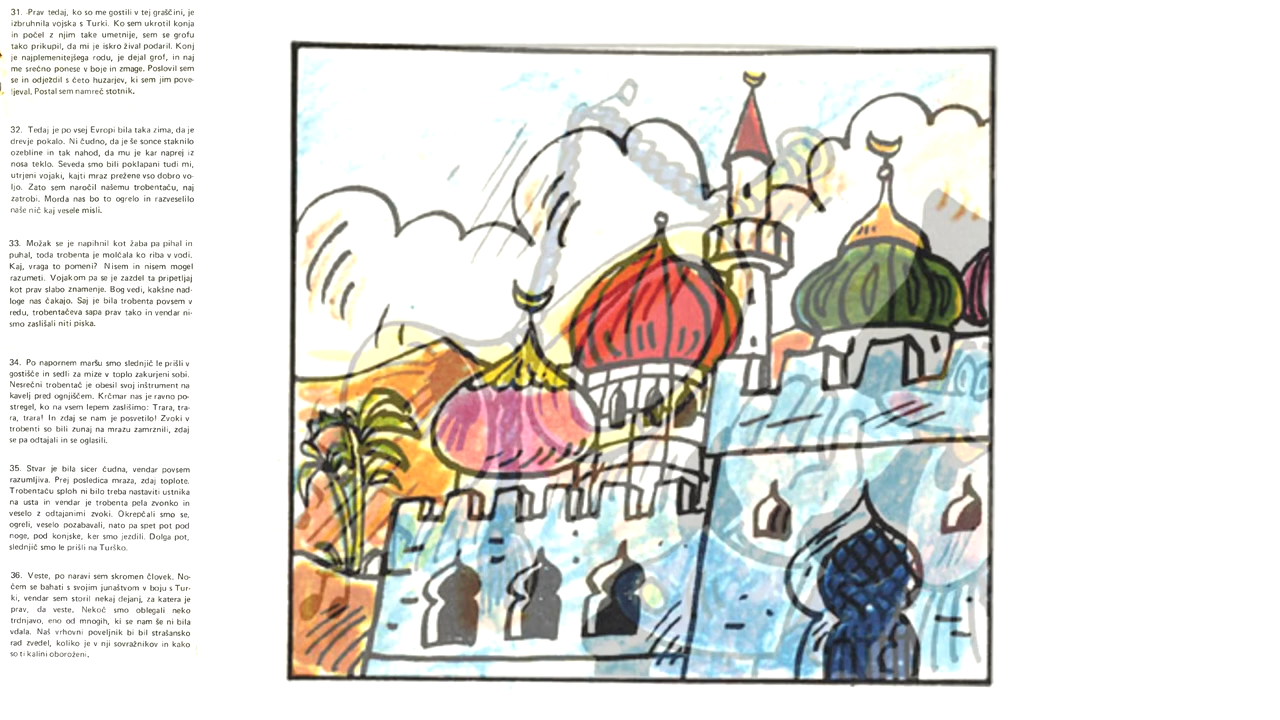 31. Prav tedaj, ko so me gostili v tej graščini, je
izbruhnila vojska s Turki. Ko sem ukrotil konja
in počel z njim take umetnije, sem se grofu
tako prikupil, da mi je iskro žival podaril. Konj
je najplemenitejšega rodu, je dejal grof, in naj
me srečno ponese v boje in zmage. Poslovil sem
se in odjezdil s četo huzarjev, ki sem jim pove-
ljeval. Postal sem namreč stotnik.
32. Tedaj je po vsej Evropi bila taka zima, da je
drevje pokalo. Ni čudno, da je še sonce staknilo
ozebline in tak nahod, da mu je kar naprej iz
nosa teklo. Seveda smo bili poklapani tudi mi,
utrjeni vojaki, kajti mraz prežene vso dobro vo-
ljo. Zato sem naročil našemu trobentaču, naj
zatrobi. Morda nas bo to ogrelo in razveselilo
naše nič kaj vesele misli.
33. Možak se je napihnil kot žaba pa pihal in
puhal, toda trobenta je molčala ko riba v vodi.
Kaj, vraga to pomeni? Nisem in nisem mogel
razumeti. Vojakom pa se je zazdel ta pripetljaj
kot prav slabo znamenje. Bog vedi, kakšne nad-
loge nas čakajo. Saj je bila trobenta povsem v
redu, trobentačeva sapa prav tako in vendar ni-
smo zaslišali niti piska.
34. Po napornem maršu smo slednjič le prišli v
gostišče in sedli za mize v toplo zakurjeni sobi.
Nesrečni trobentač je obesil svoj inštrument na
kavelj pred ognjiščem. Krčmar nas je ravno po-
stregel, ko na vsem lepem zaslišimo: Trara, tra-
ra, trara! In zdaj se nam je posvetilo! Zvoki v
trobenti so bili zunaj na mrazu zamrznili, zdaj
se pa odtajali in se oglasili.
35. Stvar je bila sicer čudna, vendar povsem
razumljiva. Prej posledica mraza, zdaj toplote.
Trobentaču sploh ni bilo treba nastaviti ustnika
na usta in vendar je trobenta pela zvonko in
veselo z odtajanimi zvoki. Okrepčali smo se,
ogreli, veselo pozabavali, nato pa spet pot pod
noge, pod konjske, ker smo jezdili. Dolga pot,
slednjič smo le prišli na Turško.
36. Veste, po naravi sem skromen človek. No-
čem se bahati s svojim junaštvom v boju s Tur-
ki, vendar sem storil nekaj dejanj, za katera je
prav, da veste. Nekoč smo oblegali neko
trdnjavo, eno od mnogih, ki se nam še ni bila
vdala. Naš vrhovni poveljnik bi bil strašansko
rad zvedel, koliko je v nji sovražnikov in kako
so ti kalini oboroženi.